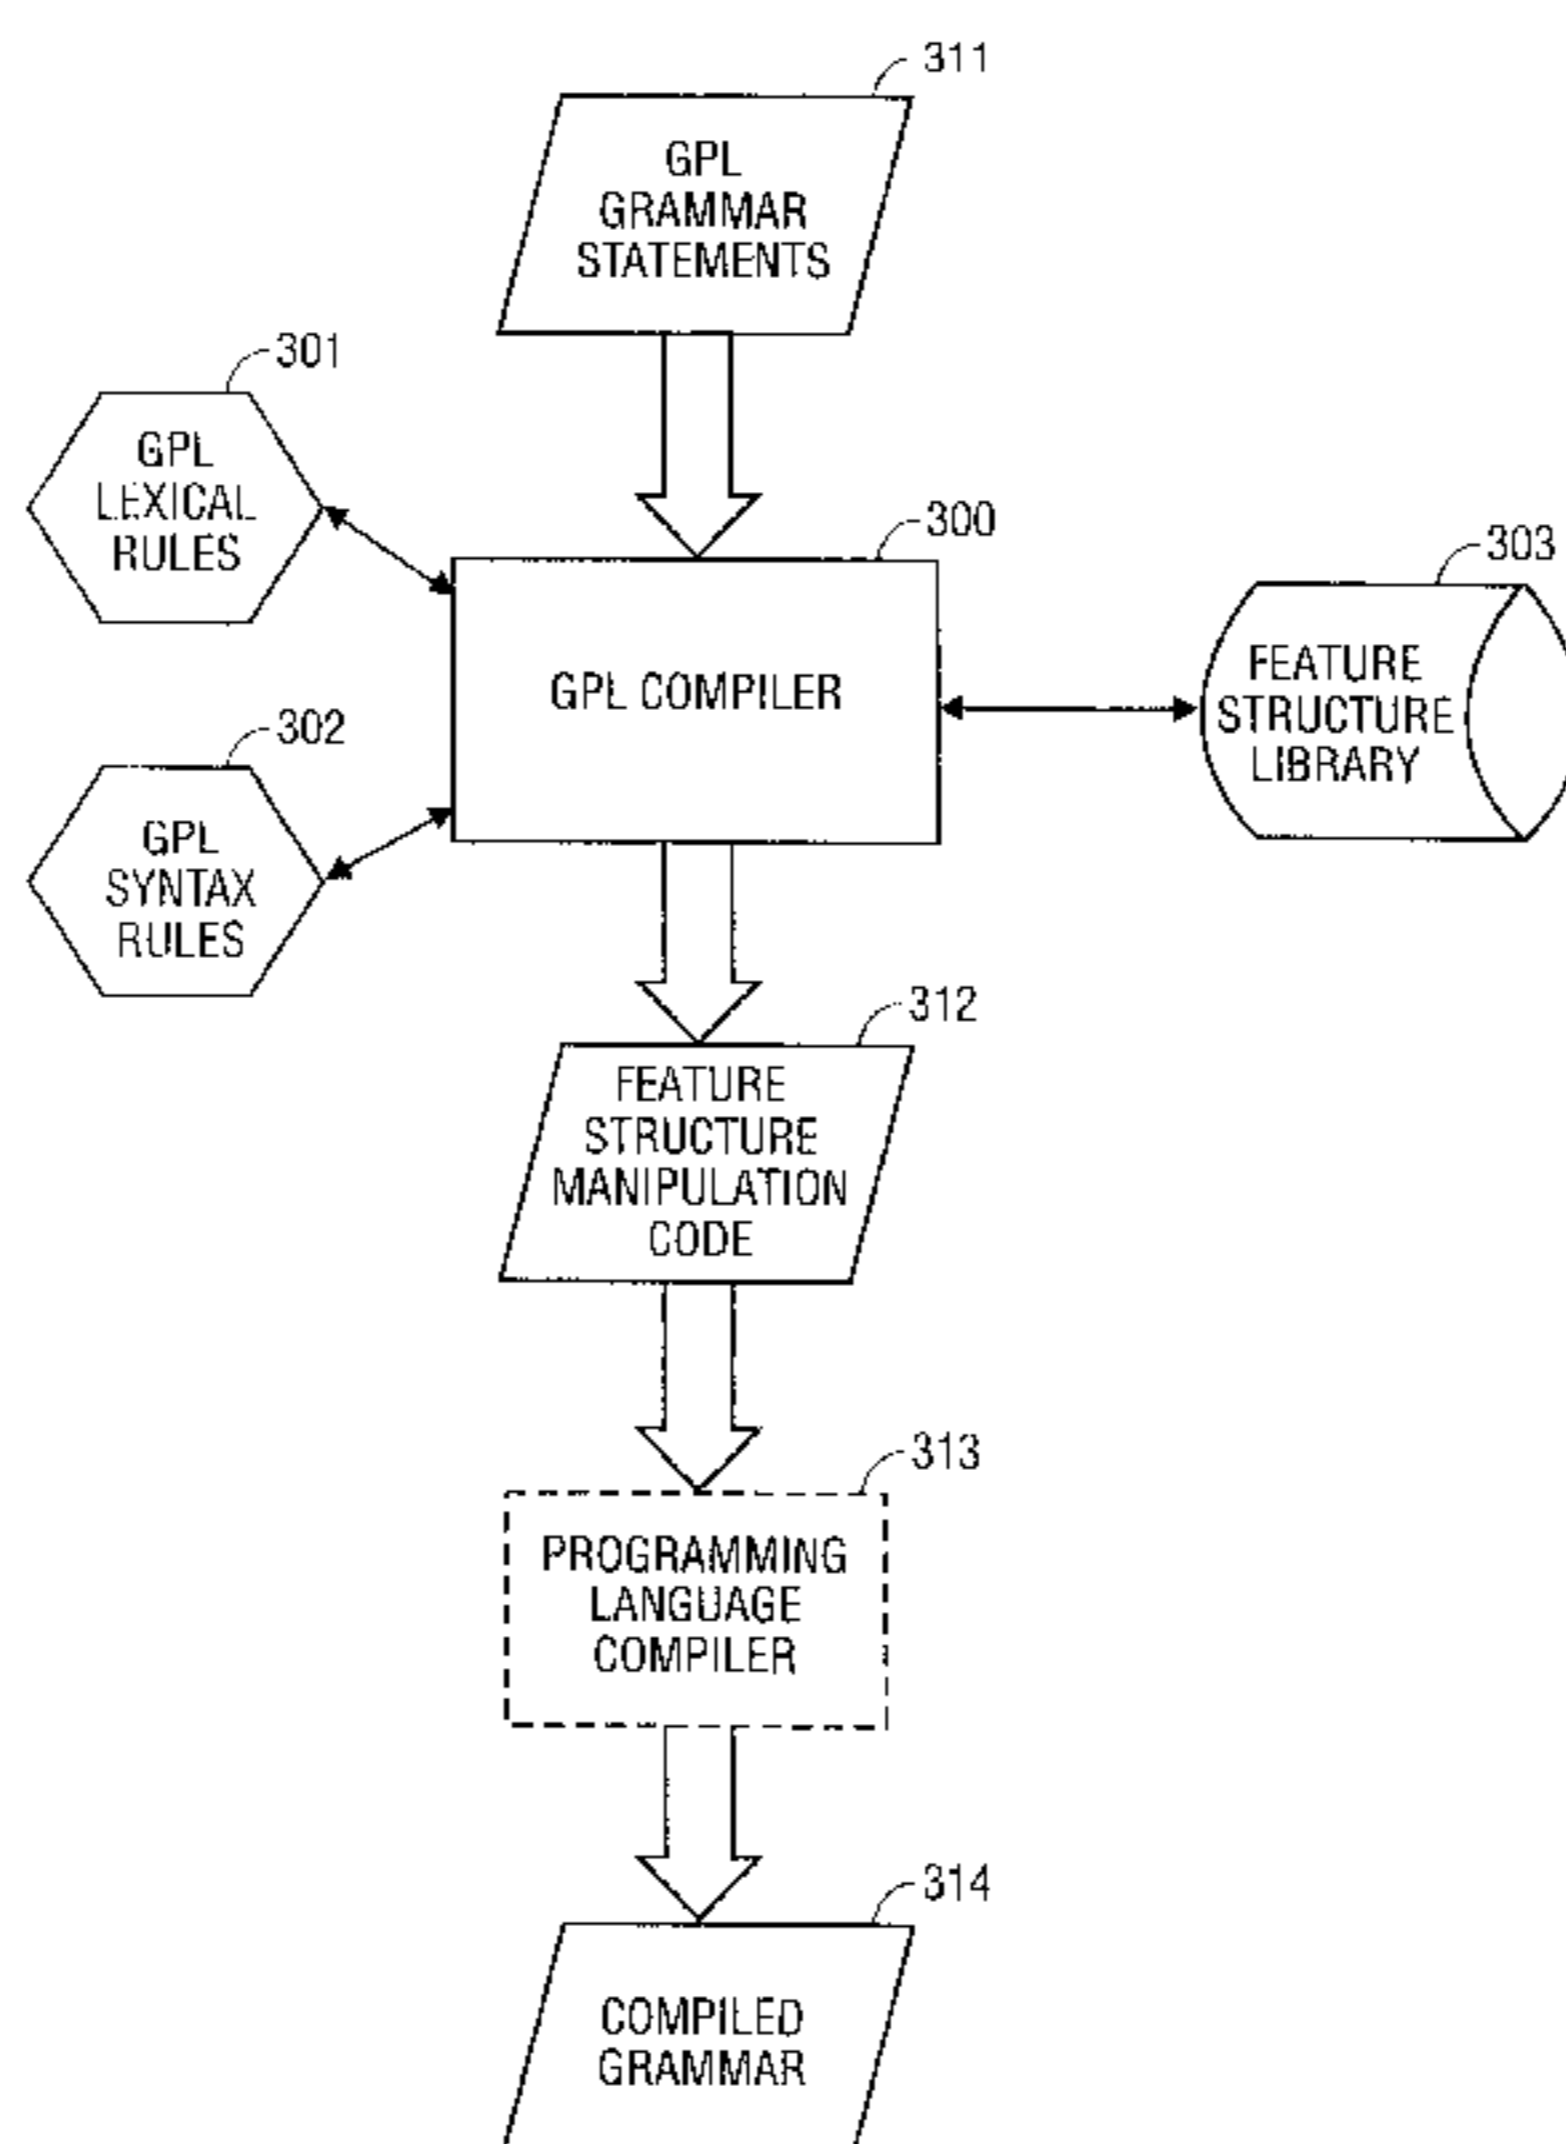 311
GPL
GRAMMAR
STATEMENTS
301
GPL
LEXICAL
RULES
300
GPL COMPILER
303
FEATURE
STRUCTURE
LIBRARY
302
GPL
SYNTAX
RULES
312
FEATURE
STRUCTURE
MANIPULATION
CODE
313
PROGRAMMING
LANGUAGE
COMPILER
314
COMPILED
GRAMMAR